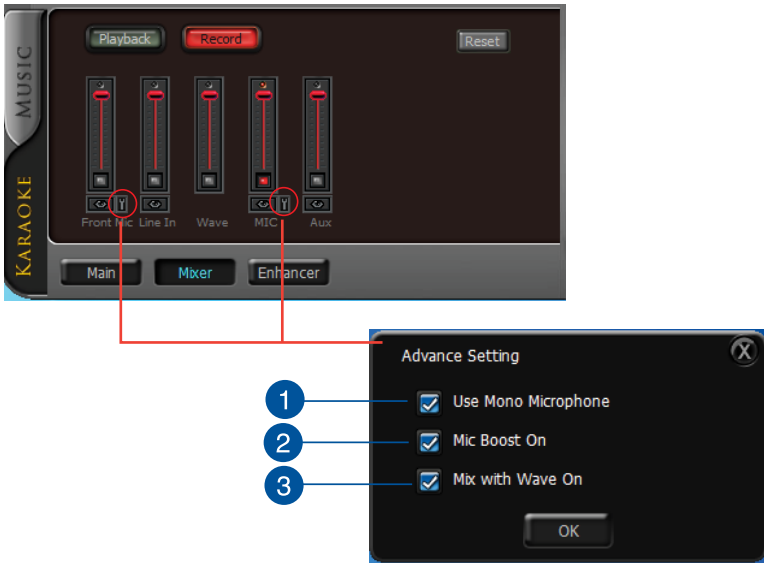 MUSIC
KARAOKE
Playback Record Reset
Front Mic Line In Wave MIC Aux
Main Mixer Enhancer
Advance Setting X
1 Use Mono Microphone
2 Mic Boost On
3 Mix with Wave On
OK